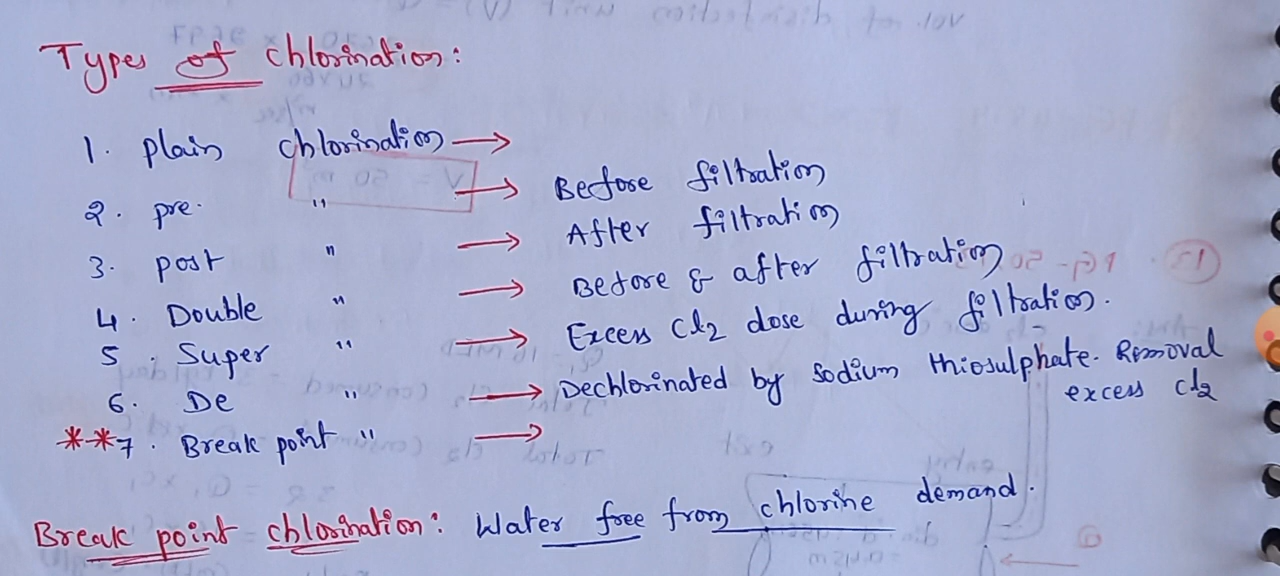 Types of chlorination:
1. plain chlorination →
2. pre. " → Before filtration
3. post " → After filtration
4. Double " → Before & after filtration
5. Super " → Excess Cl2 dose during filtration.
6. De " → Dechlorinated by sodium thiosulphate. Removal
excess Cl2
**7. Break point " →
Break point chlorination: Water free from chlorine demand.